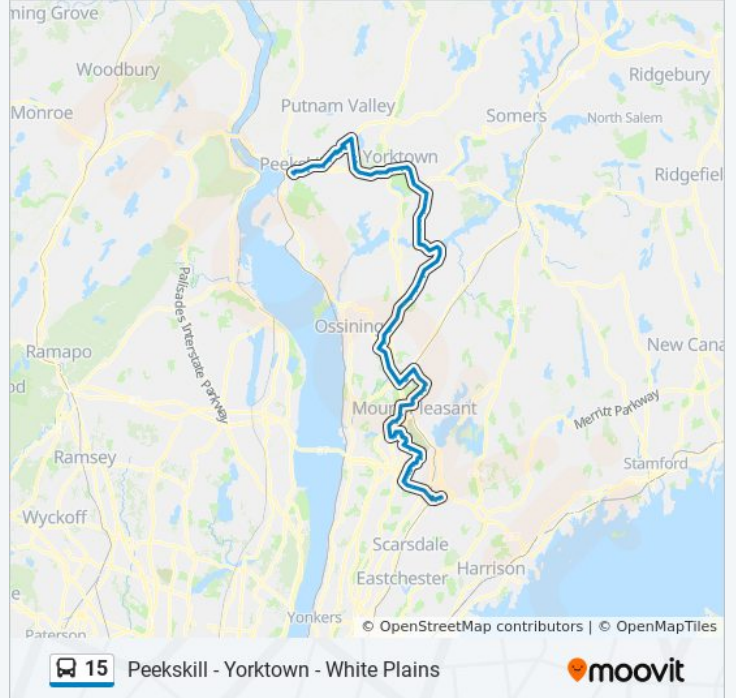 ning Grove
Woodbury
Ridgebury
Putnam Valley
Monroe
Somers
North Salem
Peeks
Yorktown
Ridgefiel
Palisades Interstate Parkway
Ossining
Ramapo
New Cana
od
Mount Pleasant
Merritt Parkway
Ramsey
Stamford
Wyckoff
Scarsdale
Eastchester
Harrison
e
Yonkers
Paterson
© OpenStreetMap contributors | © OpenMapTiles
15 Peekskill - Yorktown - White Plains
moovit